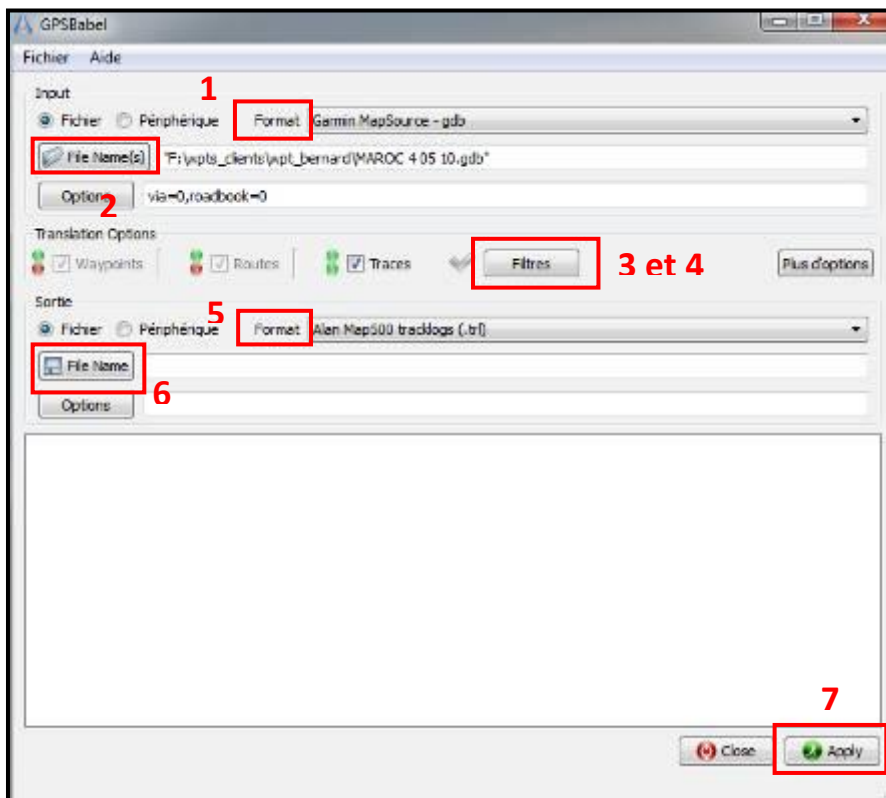 GPSBabel
Fichier Aide
Input
1
Fichier Périphérique Format Garmin MapSource - gdb
File Name(s) "F:\wpts_clients\wpt_bernard\MAROC 4 05 10.gdb"
Options via=0,roadbook=0
2
Translation Options
Waypoints Routes Traces Filtres 3 et 4 Plus d'options
Sortie
5
Fichier Périphérique Format Alan Map500 tracklogs (.trl)
File Name
6
Options
7
Close Apply